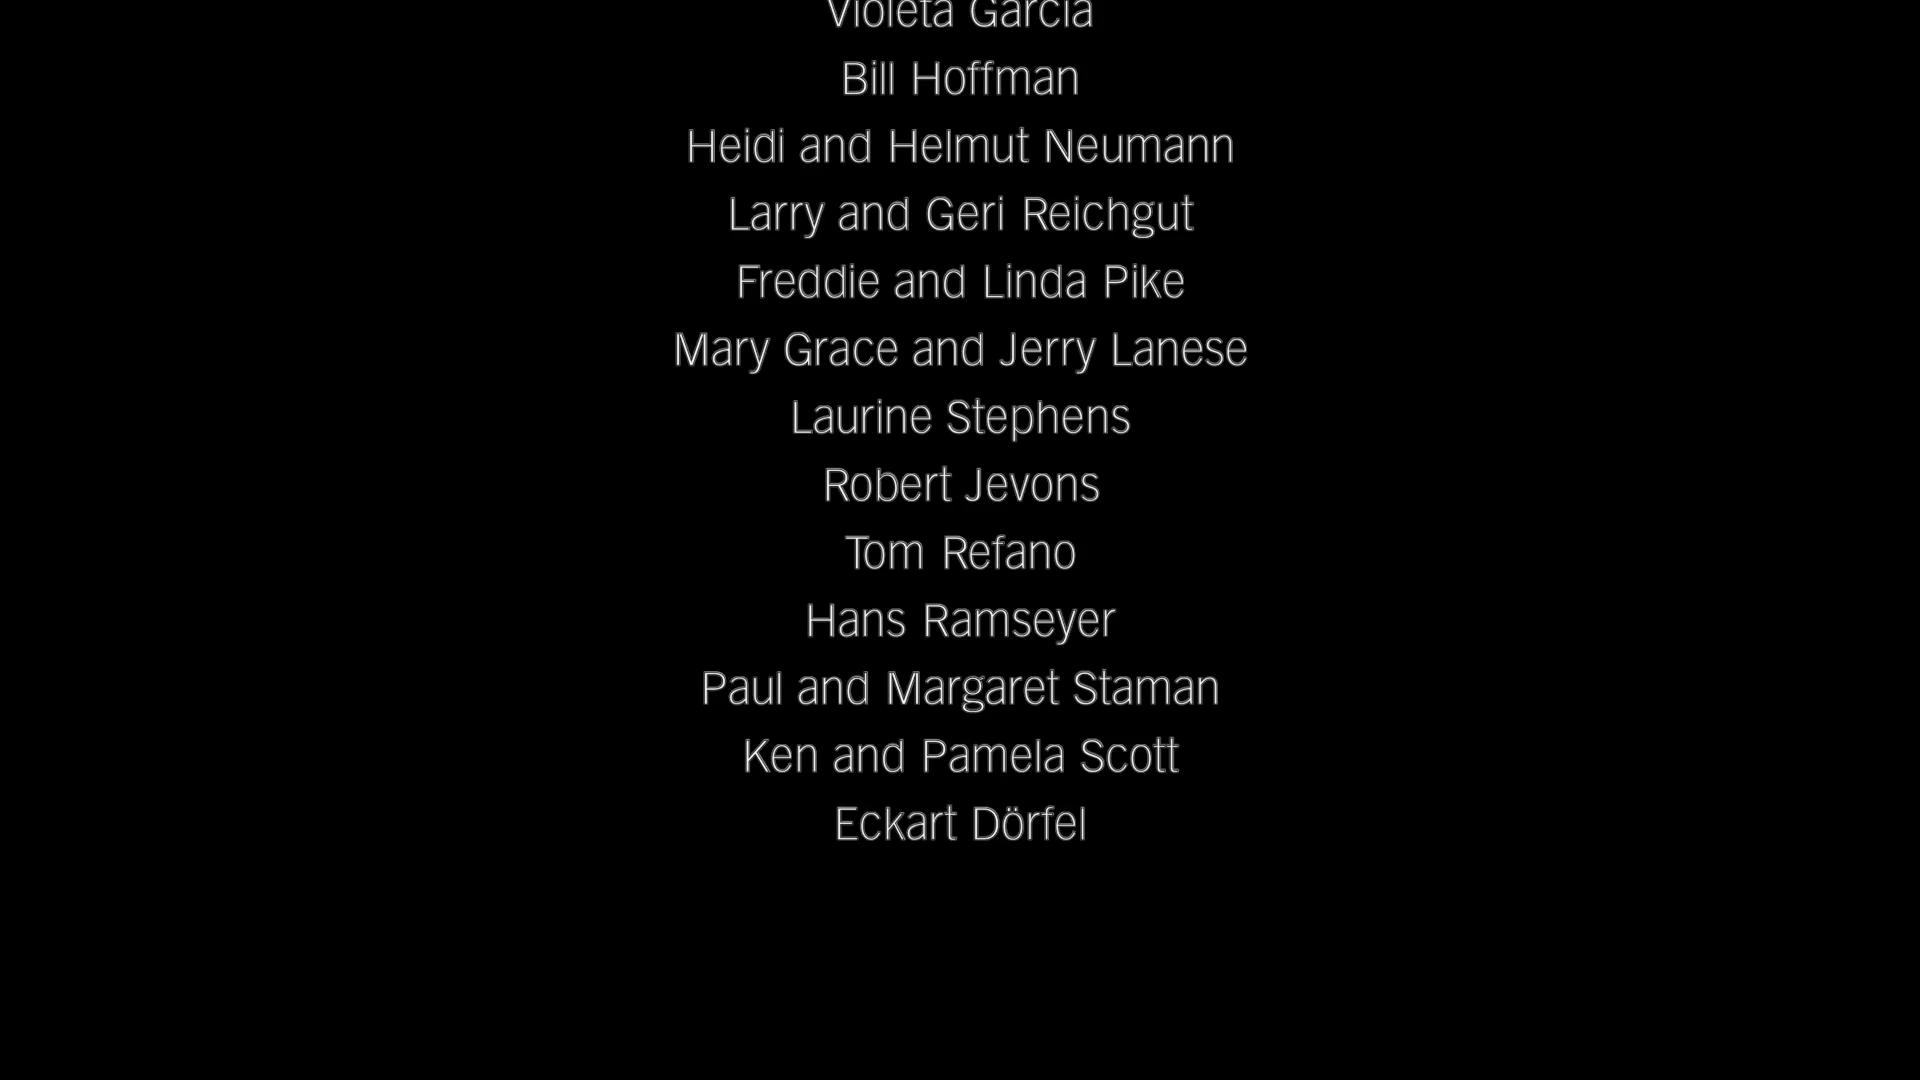 Violeta Garcia
Bill Hoffman
Heidi and Helmut Neumann
Larry and Geri Reichgut
Freddie and Linda Pike
Mary Grace and Jerry Lanese
Laurine Stephens
Robert Jevons
Tom Refano
Hans Ramseyer
Paul and Margaret Staman
Ken and Pamela Scott
Eckart Dörfel